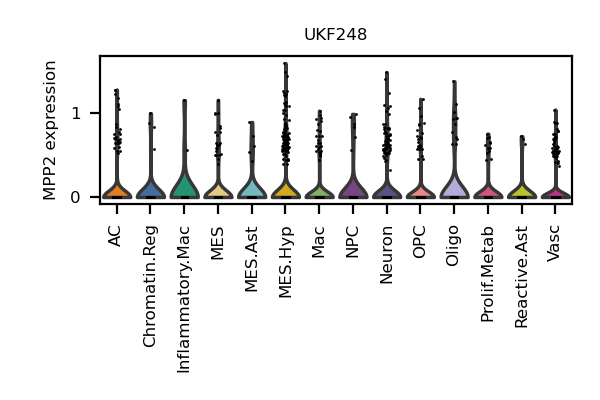 UKF248
MPP2 expression
1
0
AC
Chromatin.Reg
Inflammatory.Mac
MES
MES.Ast
MES.Hyp
Mac
NPC
Neuron
OPC
Oligo
Prolif.Metab
Reactive.Ast
Vasc